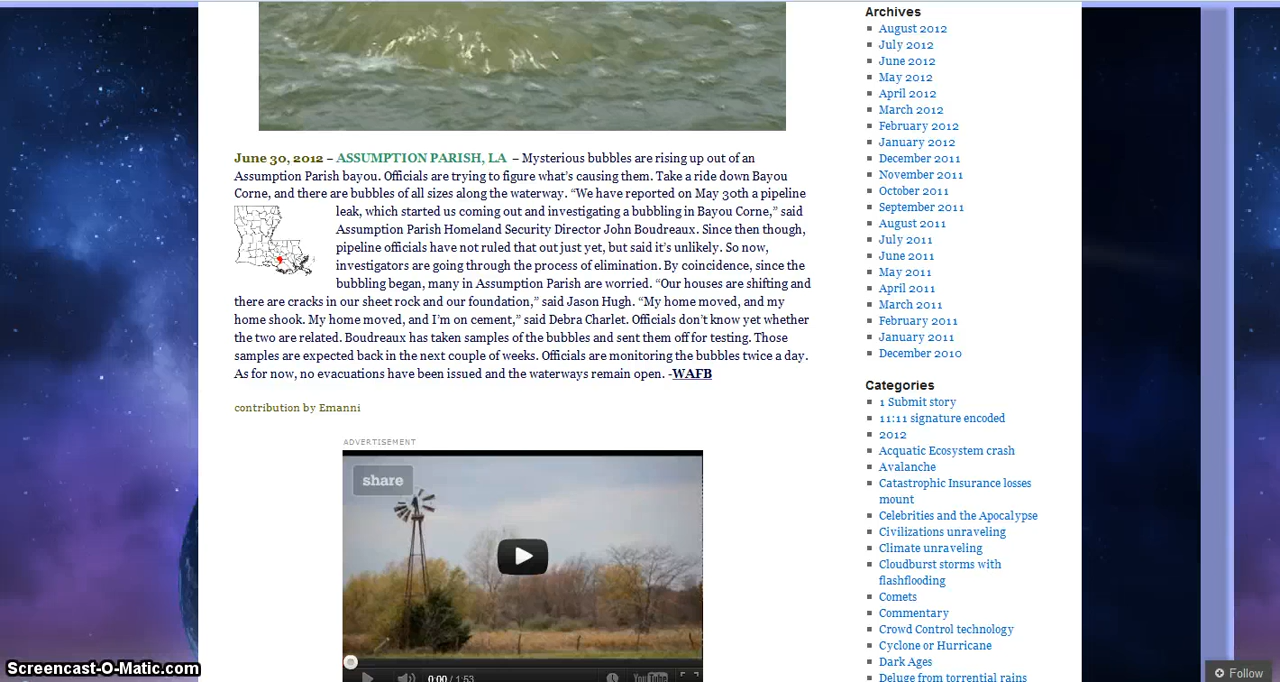 June 30, 2012 – ASSUMPTION PARISH, LA – Mysterious bubbles are rising up out of an
Assumption Parish bayou. Officials are trying to figure what's causing them. Take a ride down Bayou
Corne, and there are bubbles of all sizes along the waterway. "We have reported on May 30th a pipeline
leak, which started us coming out and investigating a bubbling in Bayou Corne," said
Assumption Parish Homeland Security Director John Boudreaux. Since then though,
pipeline officials have not ruled that out just yet, but said it's unlikely. So now,
investigators are going through the process of elimination. By coincidence, since the
bubbling began, many in Assumption Parish are worried. "Our houses are shifting and
there are cracks in our sheet rock and our foundation," said Jason Hugh. "My home moved, and my
home shook. My home moved, and I'm on cement," said Debra Charlet. Officials don't know yet whether
the two are related. Boudreaux has taken samples of the bubbles and sent them off for testing. Those
samples are expected back in the next couple of weeks. Officials are monitoring the bubbles twice a day.
As for now, no evacuations have been issued and the waterways remain open. -WAFB
contribution by Emanni
ADVERTISEMENT
share
0:00 / 1:53
YouTube
Archives
August 2012
July 2012
June 2012
May 2012
April 2012
March 2012
February 2012
January 2012
December 2011
November 2011
October 2011
September 2011
August 2011
July 2011
June 2011
May 2011
April 2011
March 2011
February 2011
January 2011
December 2010
Categories
1 Submit story
11:11 signature encoded
2012
Acquatic Ecosystem crash
Avalanche
Catastrophic Insurance losses
mount
Celebrities and the Apocalypse
Civilizations unraveling
Climate unraveling
Cloudburst storms with
flashflooding
Comets
Commentary
Crowd Control technology
Cyclone or Hurricane
Dark Ages
Deluge from torrential rains
Follow
Screencast-O-Matic.com